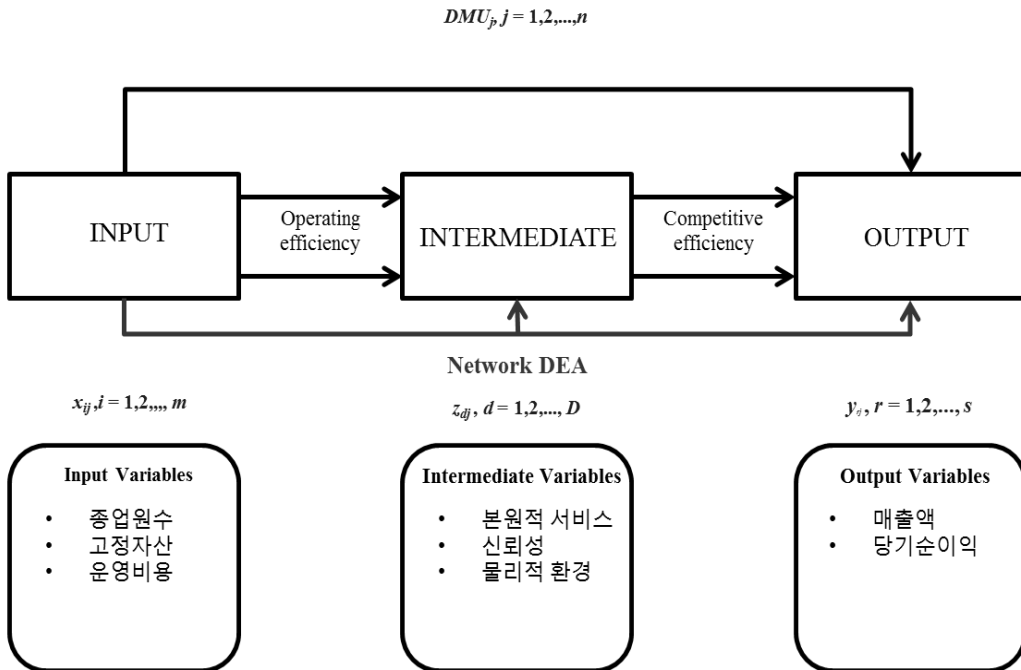 DMUj, j = 1,2,...,n
INPUT
Operating
efficiency
INTERMEDIATE
Competitive
efficiency
OUTPUT
Network DEA
xij ,i = 1,2,,,, m
zdj , d = 1,2,..., D
yrj , r = 1,2,..., s
Input Variables
• 종업원수
• 고정자산
• 운영비용
Intermediate Variables
• 본원적 서비스
• 신뢰성
• 물리적 환경
Output Variables
• 매출액
• 당기순이익